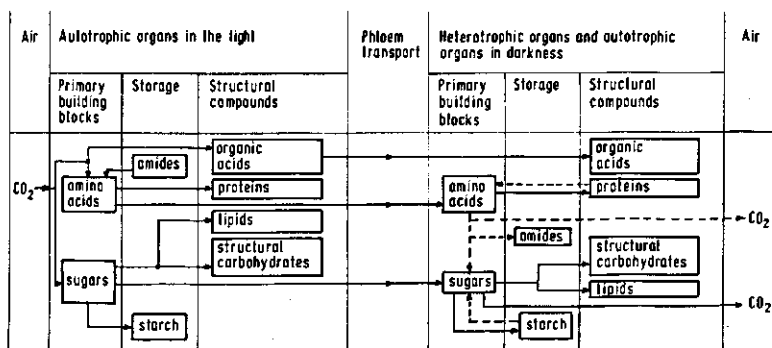 Air
Autotrophic organs in the light
Phloem
transport
Heterotrophic organs and autotrophic
organs in darkness
Air
Primary
building
blocks
Storage
Structural
compounds
Primary
building
blocks
Storage
Structural
compounds
organic
acids
amides
CO2
amino
acids
proteins
lipids
structural
carbohydrates
sugars
starch
organic
acids
amino
acids
proteins
CO2
amides
structural
carbohydrates
sugars
lipids
CO2
starch